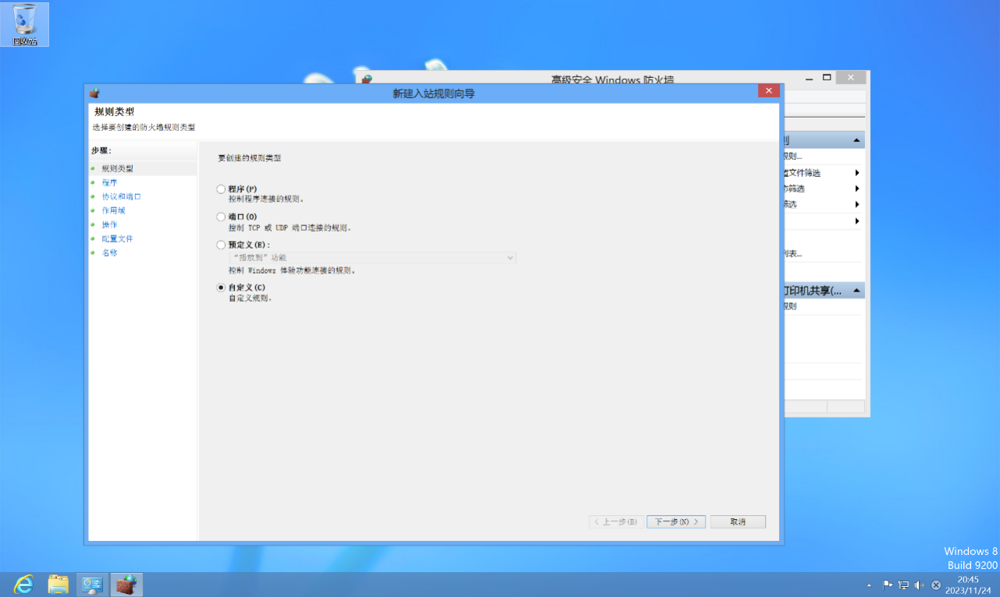 回收站
高级安全 Windows 防火墙
新建入站规则向导
规则类型
选择要创建的防火墙规则类型
步骤:
规则类型
程序
协议和端口
作用域
操作
配置文件
名称
要创建的规则类型
程序(P)
控制程序连接的规则。
端口(O)
控制 TCP 或 UDP 端口连接的规则。
预定义(E):
“播放到”功能
控制 Windows 体验功能连接的规则。
自定义(C)
自定义规则。
< 上一步(B)
下一步(N) >
取消
则
规则...
置文件筛选
态筛选
筛选
列表...
打印机共享(...
规则
Windows 8
Build 9200
20:45
2023/11/24